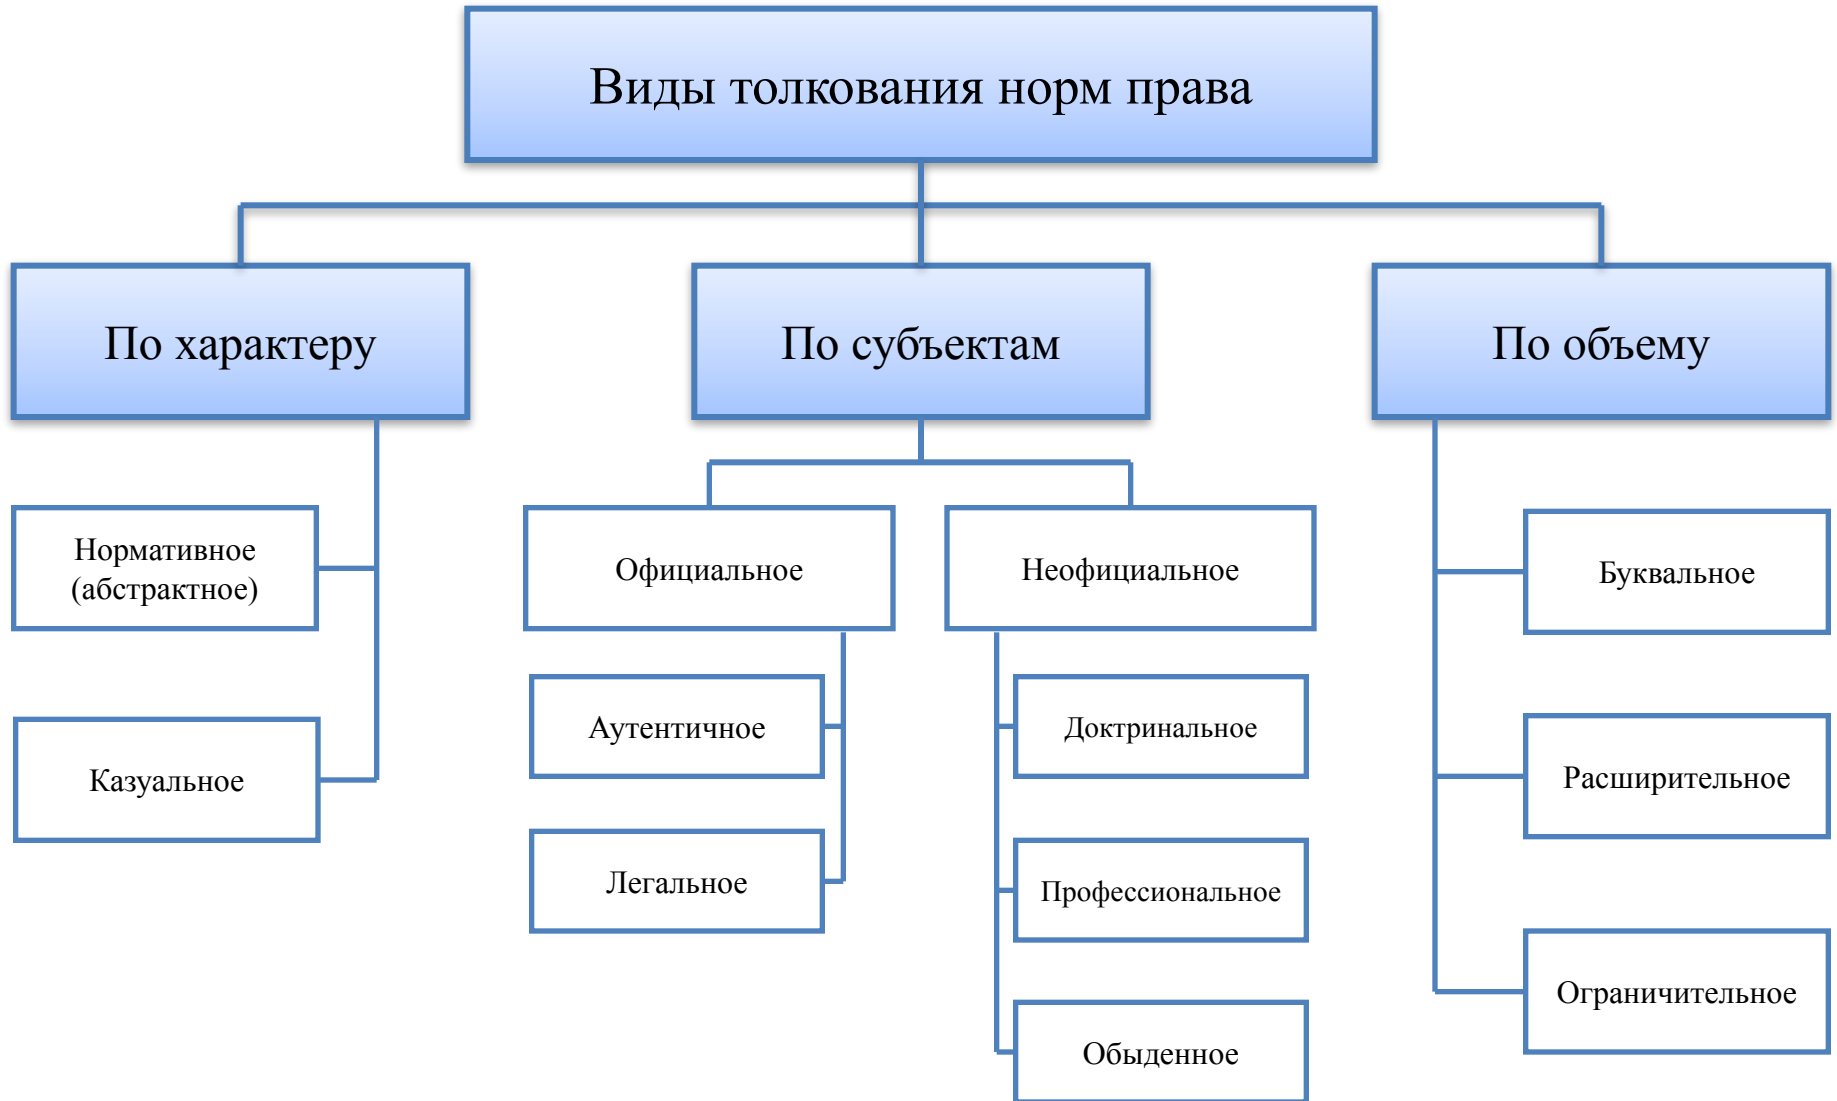 Виды толкования норм права
По характеру
По субъектам
По объему
Нормативное
(абстрактное)
Казуальное
Официальное
Неофициальное
Аутентичное
Легальное
Доктринальное
Профессиональное
Обыденное
Буквальное
Расширительное
Ограничительное